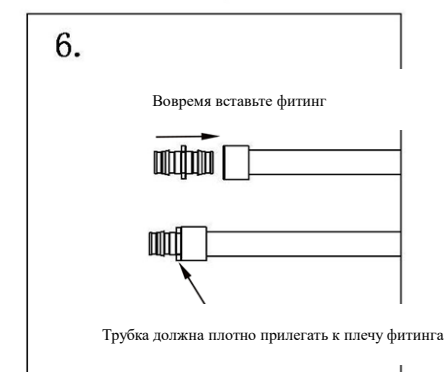 6.
Вовремя вставьте фитинг
Трубка должна плотно прилегать к плечу фитинга